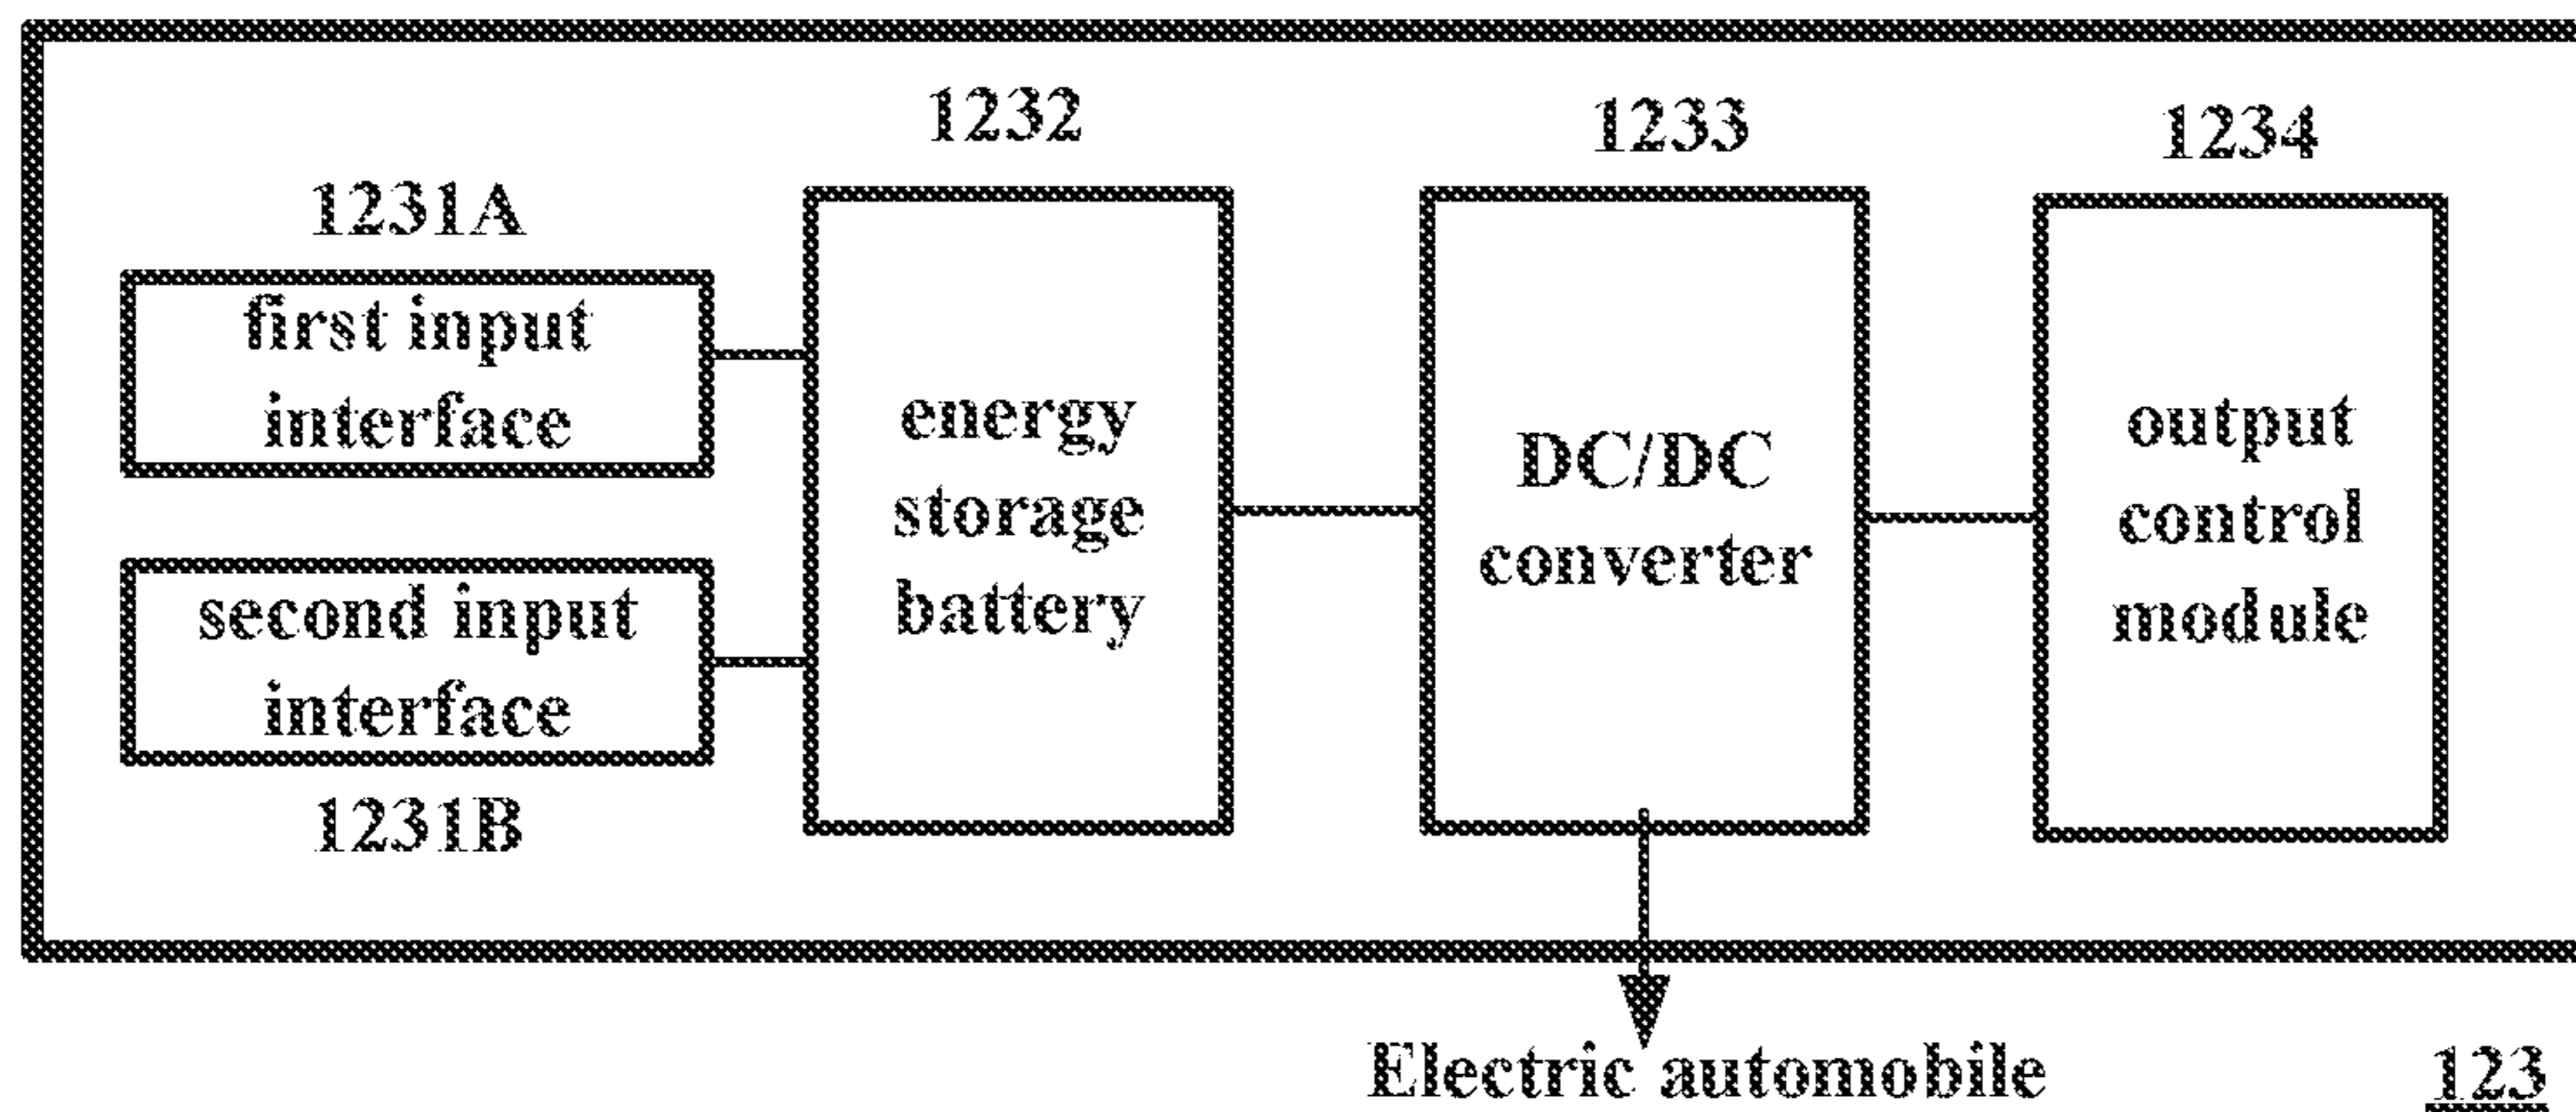 1232
1233
1234
1231A
first input
interface
energy
storage
battery
DC/DC
converter
output
control
module
second input
interface
1231B
Electric automobile
123